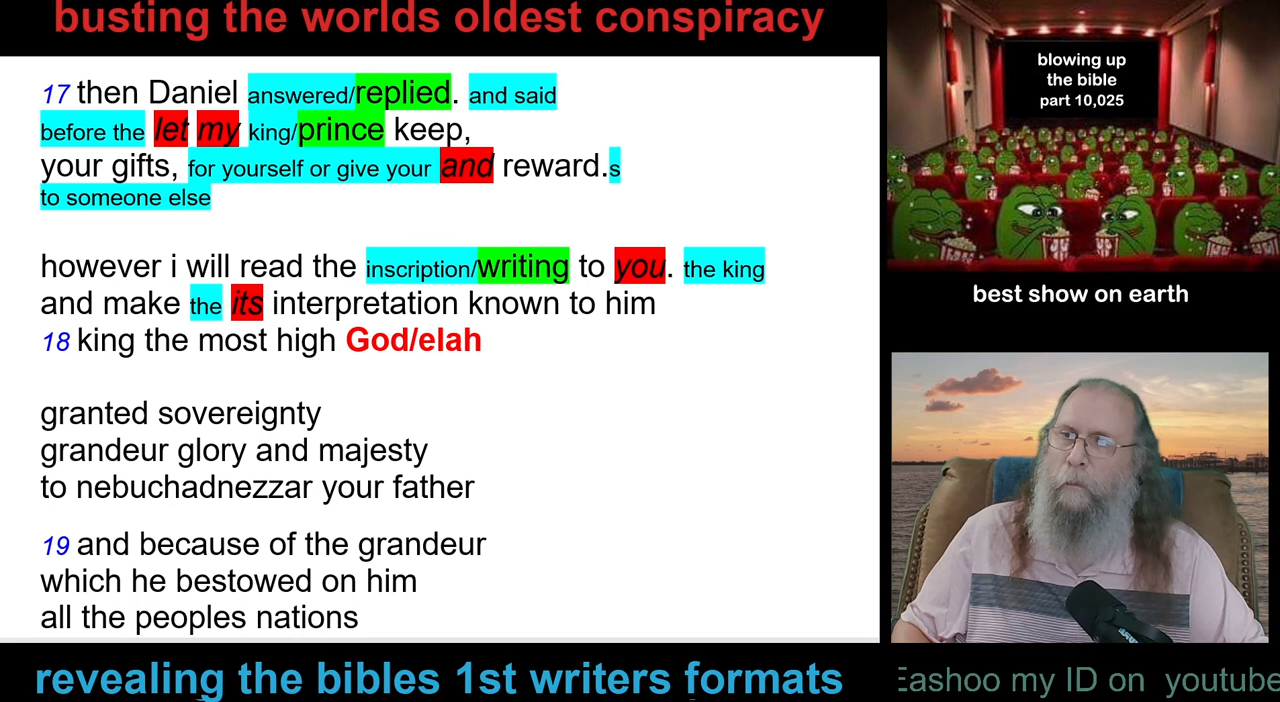 busting the worlds oldest conspiracy
17 then Daniel answered/replied. and said
before the let my king/prince keep,
your gifts, for yourself or give your and reward.s
to someone else
however i will read the inscription/writing to you. the king
and make the its interpretation known to him
18 king the most high God/elah
granted sovereignty
grandeur glory and majesty
to nebuchadnezzar your father
19 and because of the grandeur
which he bestowed on him
all the peoples nations
revealing the bibles 1st writers formats
blowing up
the bible
part 10,025
best show on earth
Eashoo my ID on youtube